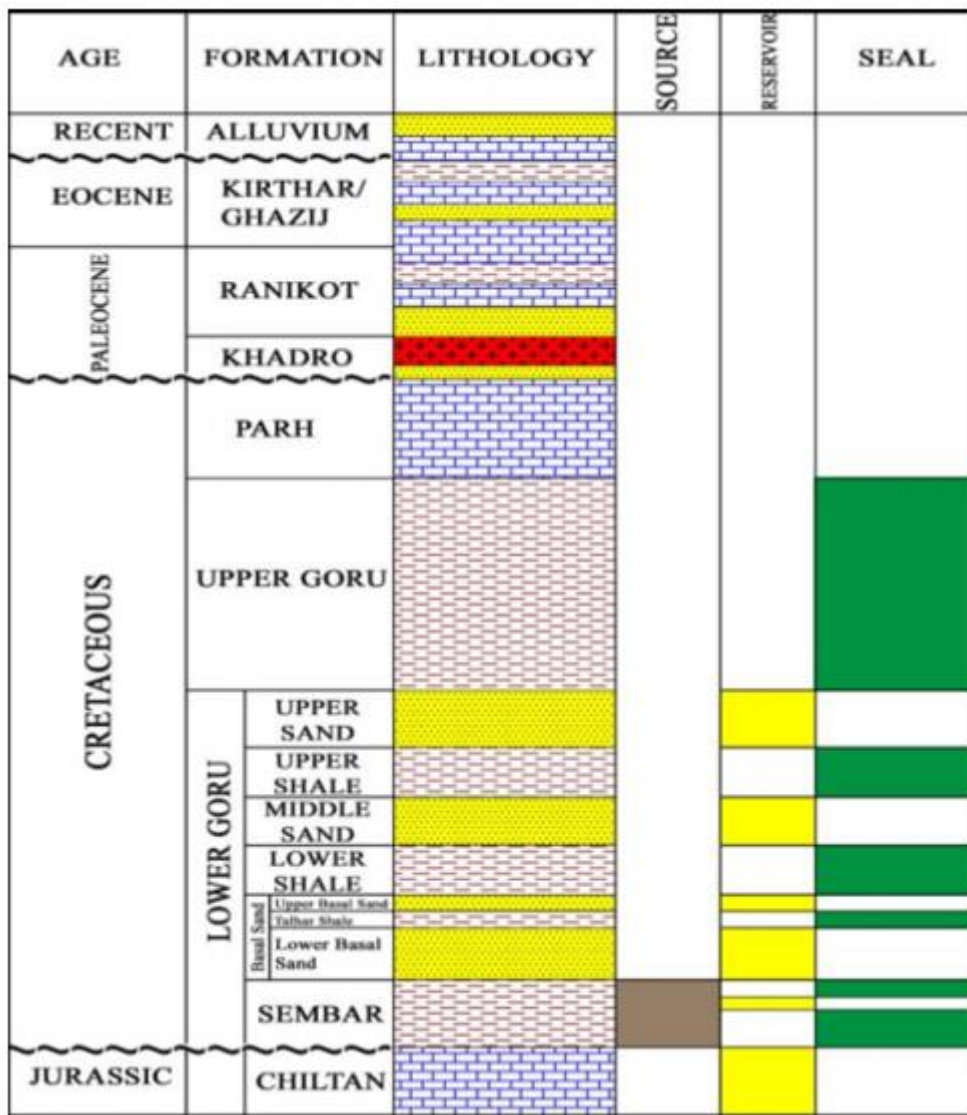 AGE FORMATION LITHOLOGY SOURCE RESERVOIR SEAL
RECENT ALLUVIUM
EOCENE KIRTHAR/
GHAZIJ
PALEOCENE
RANIKOT
KHADRO
CRETACEOUS
PARH
UPPER GORU
LOWER GORU
UPPER
SAND
UPPER
SHALE
MIDDLE
SAND
LOWER
SHALE
Basal Sand
Upper Basal Sand
Talhar Shale
Lower Basal
Sand
SEMBAR
JURASSIC CHILTAN